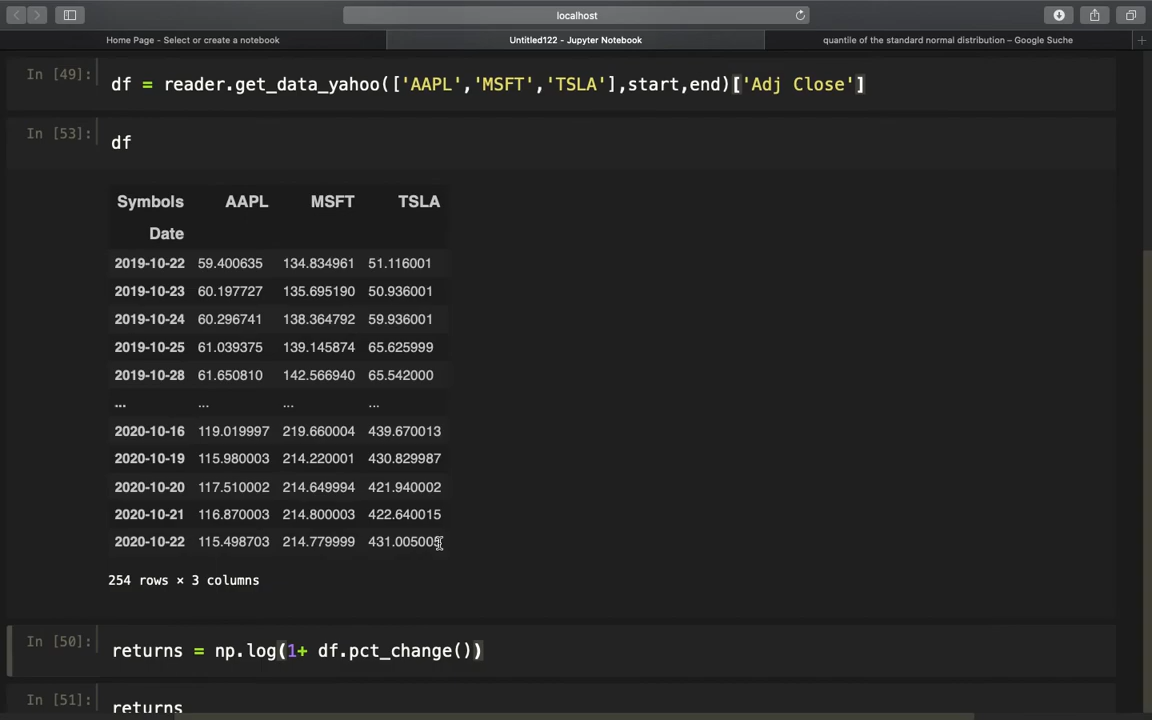 localhost
Home Page - Select or create a notebook
Untitled122 - Jupyter Notebook
quantile of the standard normal distribution – Google Suche
In [49]: df = reader.get_data_yahoo(['AAPL','MSFT','TSLA'],start,end)['Adj Close']
In [53]: df
Symbols AAPL MSFT TSLA
Date
2019-10-22 59.400635 134.834961 51.116001
2019-10-23 60.197727 135.695190 50.936001
2019-10-24 60.296741 138.364792 59.936001
2019-10-25 61.039375 139.145874 65.625999
2019-10-28 61.650810 142.566940 65.542000
... ... ... ...
2020-10-16 119.019997 219.660004 439.670013
2020-10-19 115.980003 214.220001 430.829987
2020-10-20 117.510002 214.649994 421.940002
2020-10-21 116.870003 214.800003 422.640015
2020-10-22 115.498703 214.779999 431.005005
254 rows × 3 columns
In [50]: returns = np.log(1+ df.pct_change())
In [51]: returns